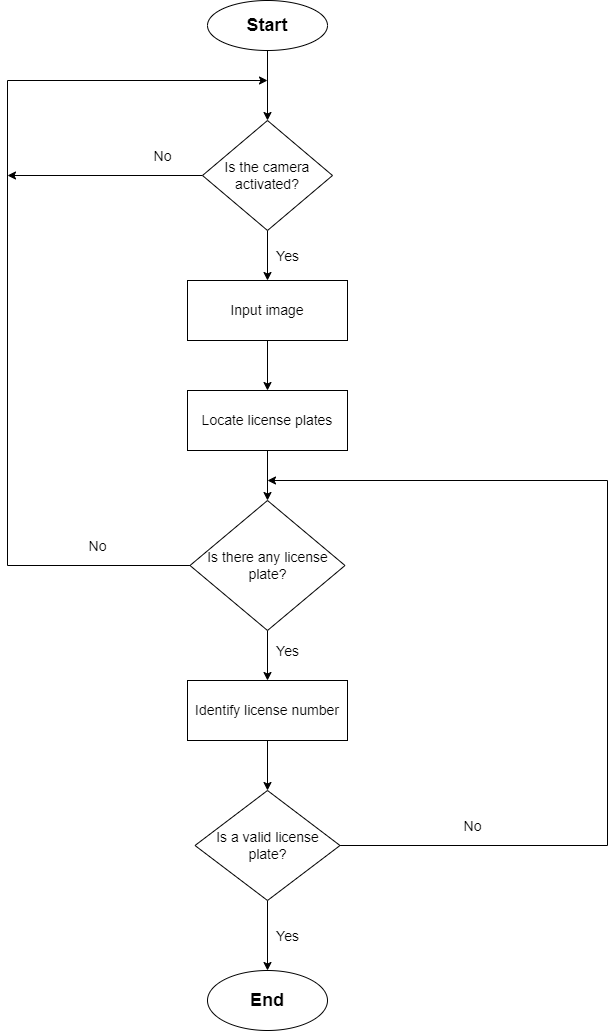 Start
No
Is the camera
activated?
Yes
Input image
Locate license plates
No
Is there any license
plate?
Yes
Identify license number
Is a valid license
plate?
No
Yes
End